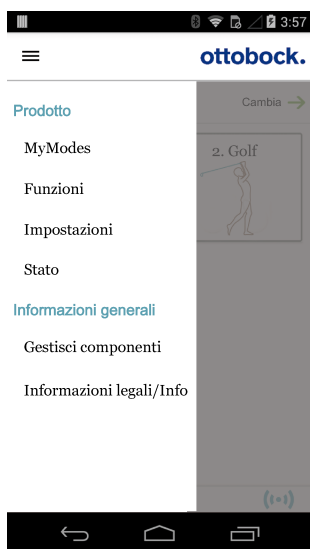 3:57
ottobock.
Cambia
Prodotto
MyModes
2. Golf
Funzioni
Impostazioni
Stato
Informazioni generali
Gestisci componenti
Informazioni legali/Info